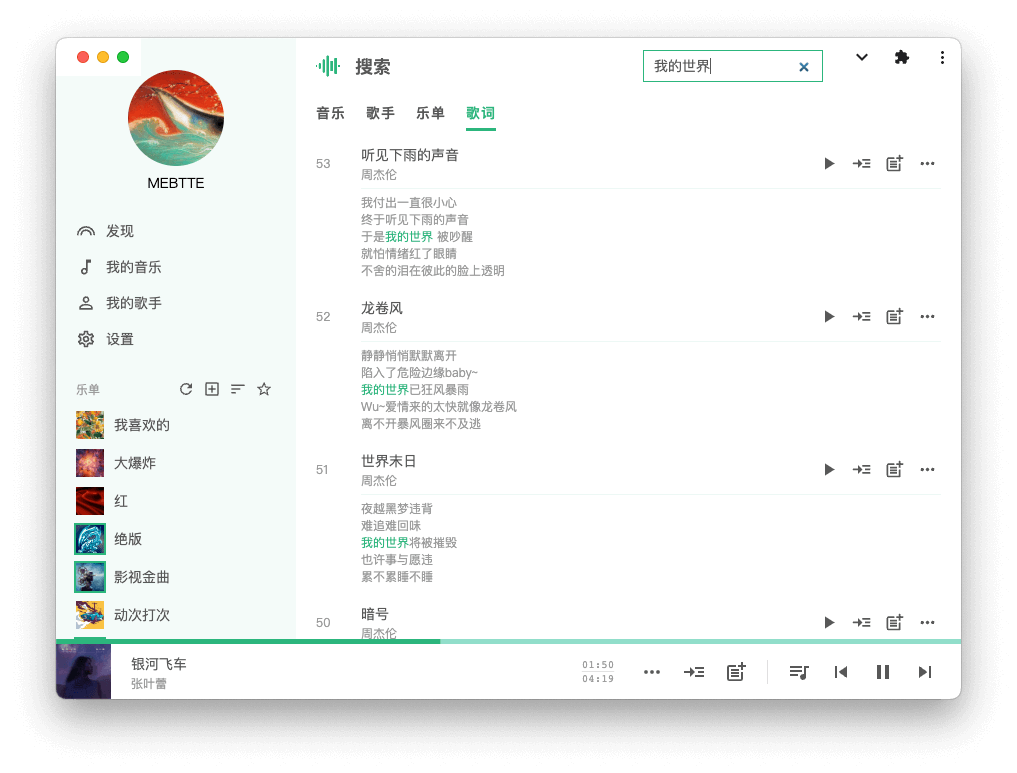 MEBTTE
发现
我的音乐
我的歌手
设置
乐单
我喜欢的
大爆炸
红
绝版
影视金曲
动次打次
搜索
我的世界
音乐 歌手 乐单 歌词
53
听见下雨的声音
周杰伦
我付出一直很小心
终于听见下雨的声音
于是我的世界 被吵醒
就怕情绪红了眼睛
不舍的泪在彼此的脸上透明
52
龙卷风
周杰伦
静静悄悄默默离开
陷入了危险边缘baby~
我的世界已狂风暴雨
Wu~爱情来的太快就像龙卷风
离不开暴风圈来不及逃
51
世界末日
周杰伦
夜越黑梦违背
难追难回味
我的世界将被摧毁
也许事与愿违
累不累睡不睡
50
暗号
周杰伦
银河飞车
张叶蕾
01:50
04:19